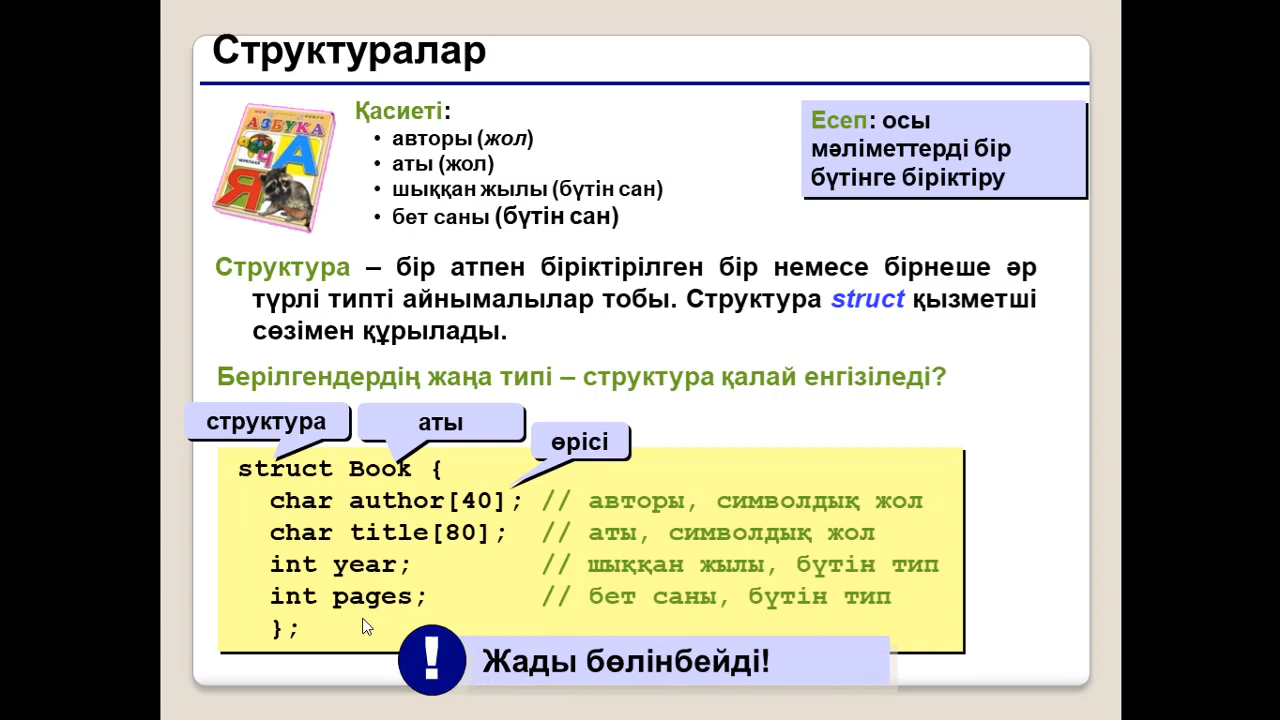 Структуралар
АЗБУКА
ЧЕРЕПАХА
Ч
А
Я
Қасиеті:
• авторы (жол)
• аты (жол)
• шыққан жылы (бүтін сан)
• бет саны (бүтін сан)
Есеп: осы
мәліметтерді бір
бүтінге біріктіру
Структура – бір атпен біріктірілген бір немесе бірнеше әр
түрлі типті айнымалылар тобы. Структура struct қызметші
сөзімен құрылады.
Берілгендердің жаңа типі – структура қалай енгізіледі?
структура
аты
өрісі
struct Book {
char author[40]; // авторы, символдық жол
char title[80]; // аты, символдық жол
int year; // шыққан жылы, бүтін тип
int pages; // бет саны, бүтін тип
};
! Жады бөлінбейді!